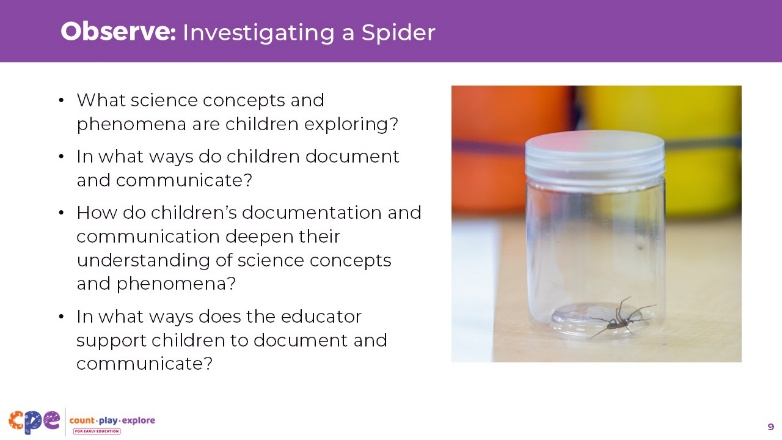 Observe: Investigating a Spider
• What science concepts and
phenomena are children exploring?
• In what ways do children document
and communicate?
• How do children’s documentation and
communication deepen their
understanding of science concepts
and phenomena?
• In what ways does the educator
support children to document and
communicate?
cpe
count·play·explore
FOR EARLY EDUCATION
9